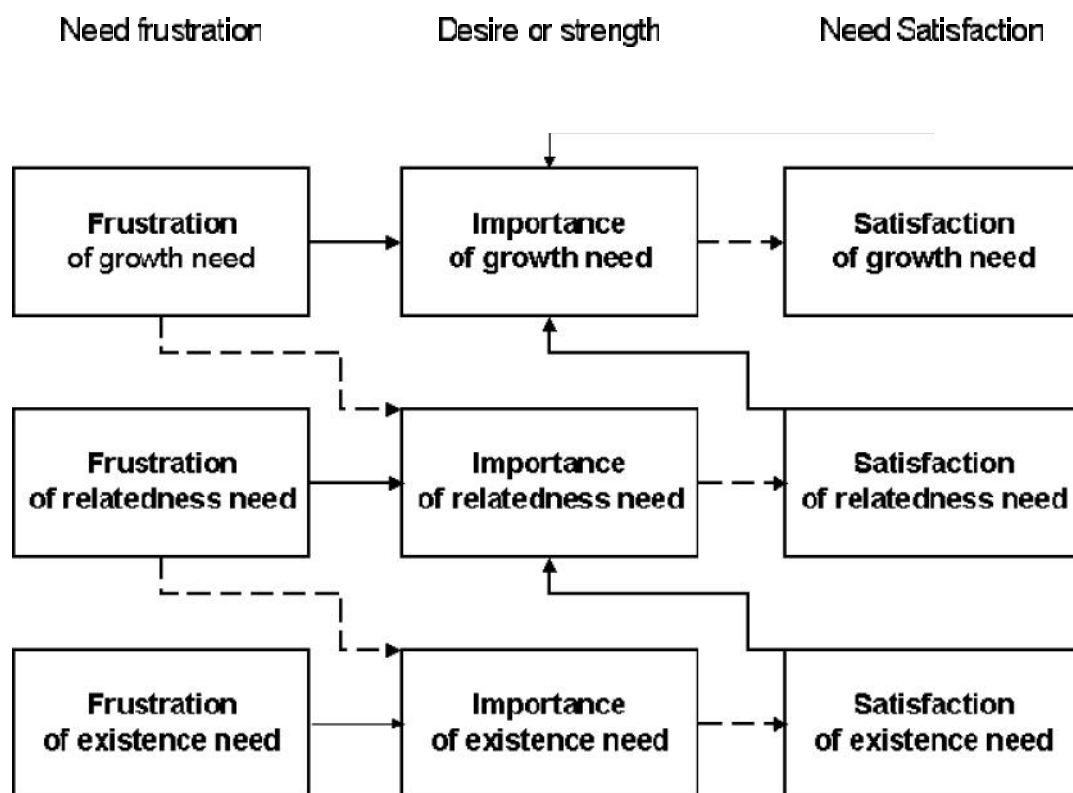 Need frustration
Desire or strength
Need Satisfaction
Frustration
of growth need
Importance
of growth need
Satisfaction
of growth need
Frustration
of relatedness need
Importance
of relatedness need
Satisfaction
of relatedness need
Frustration
of existence need
Importance
of existence need
Satisfaction
of existence need